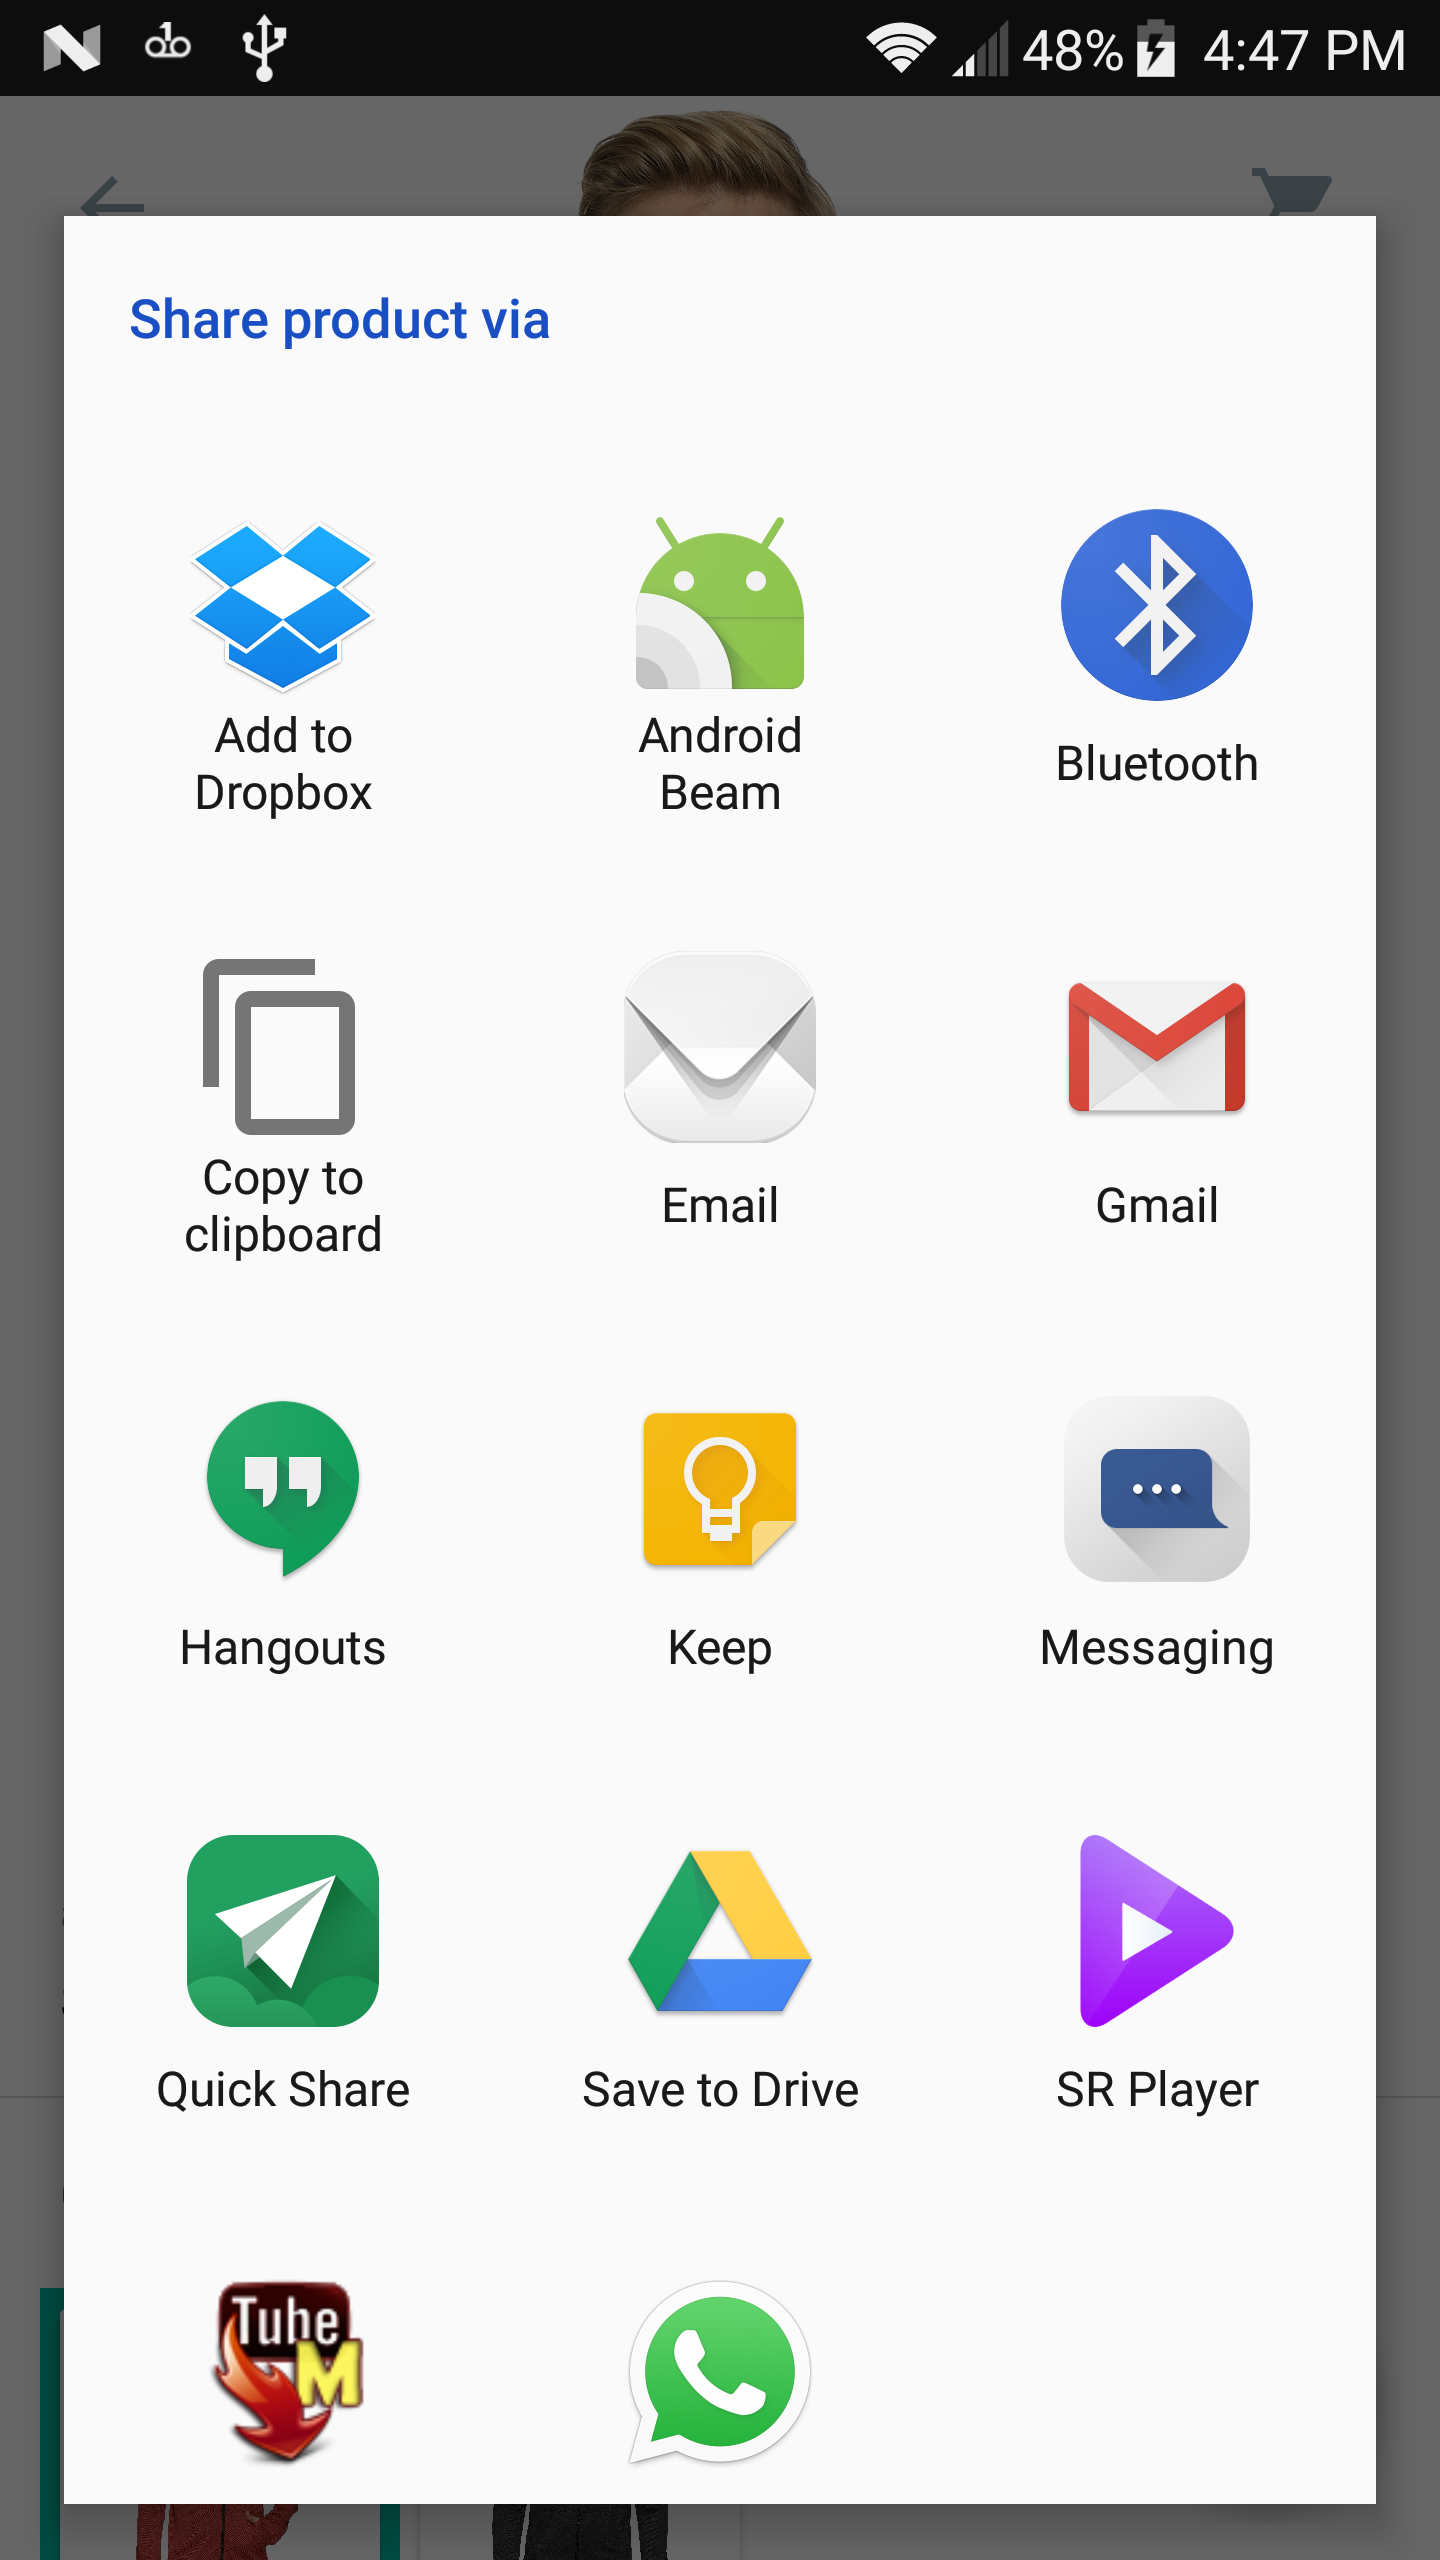 48% 4:47 PM
Share product via
Add to
Dropbox
Android
Beam
Bluetooth
Copy to
clipboard
Email
Gmail
Hangouts
Keep
Messaging
Quick Share
Save to Drive
SR Player
Tube
M